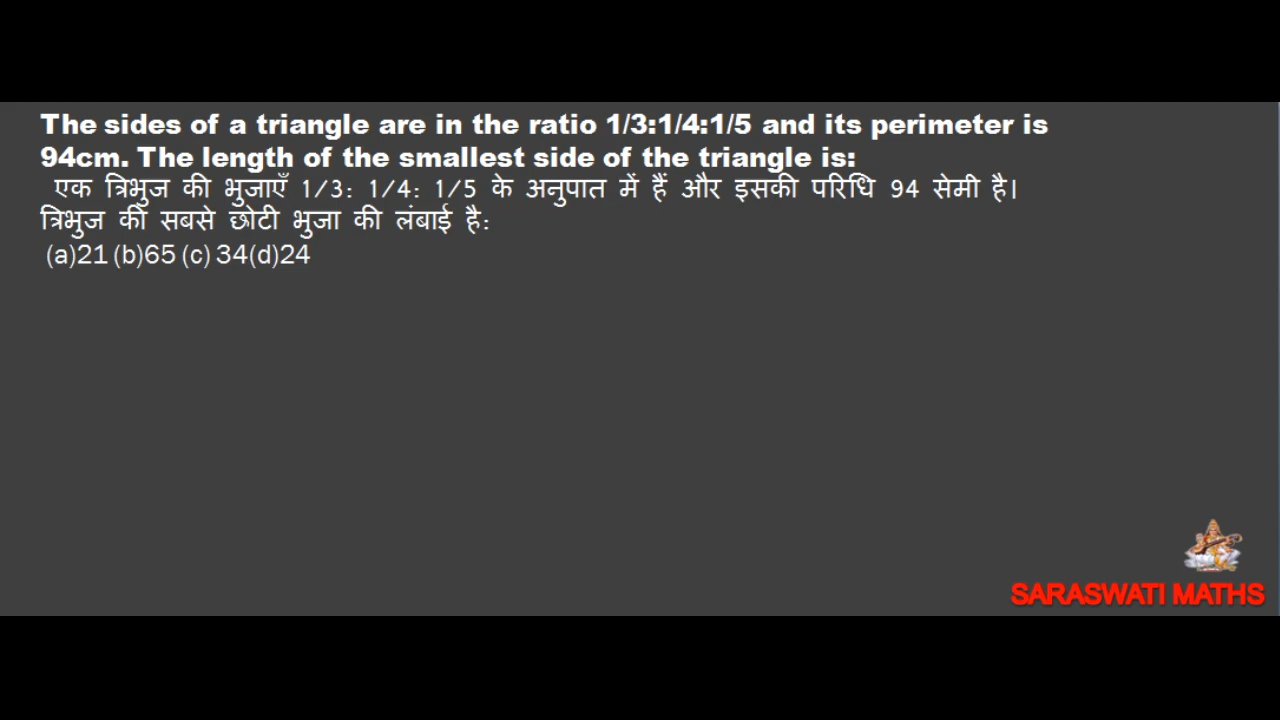 The sides of a triangle are in the ratio 1/3:1/4:1/5 and its perimeter is
94cm. The length of the smallest side of the triangle is:
एक त्रिभुज की भुजाएँ 1/3: 1/4: 1/5 के अनुपात में हैं और इसकी परिधि 94 सेमी है।
त्रिभुज की सबसे छोटी भुजा की लंबाई है:
(a)21 (b)65 (c) 34(d)24
SARASWATI MATHS